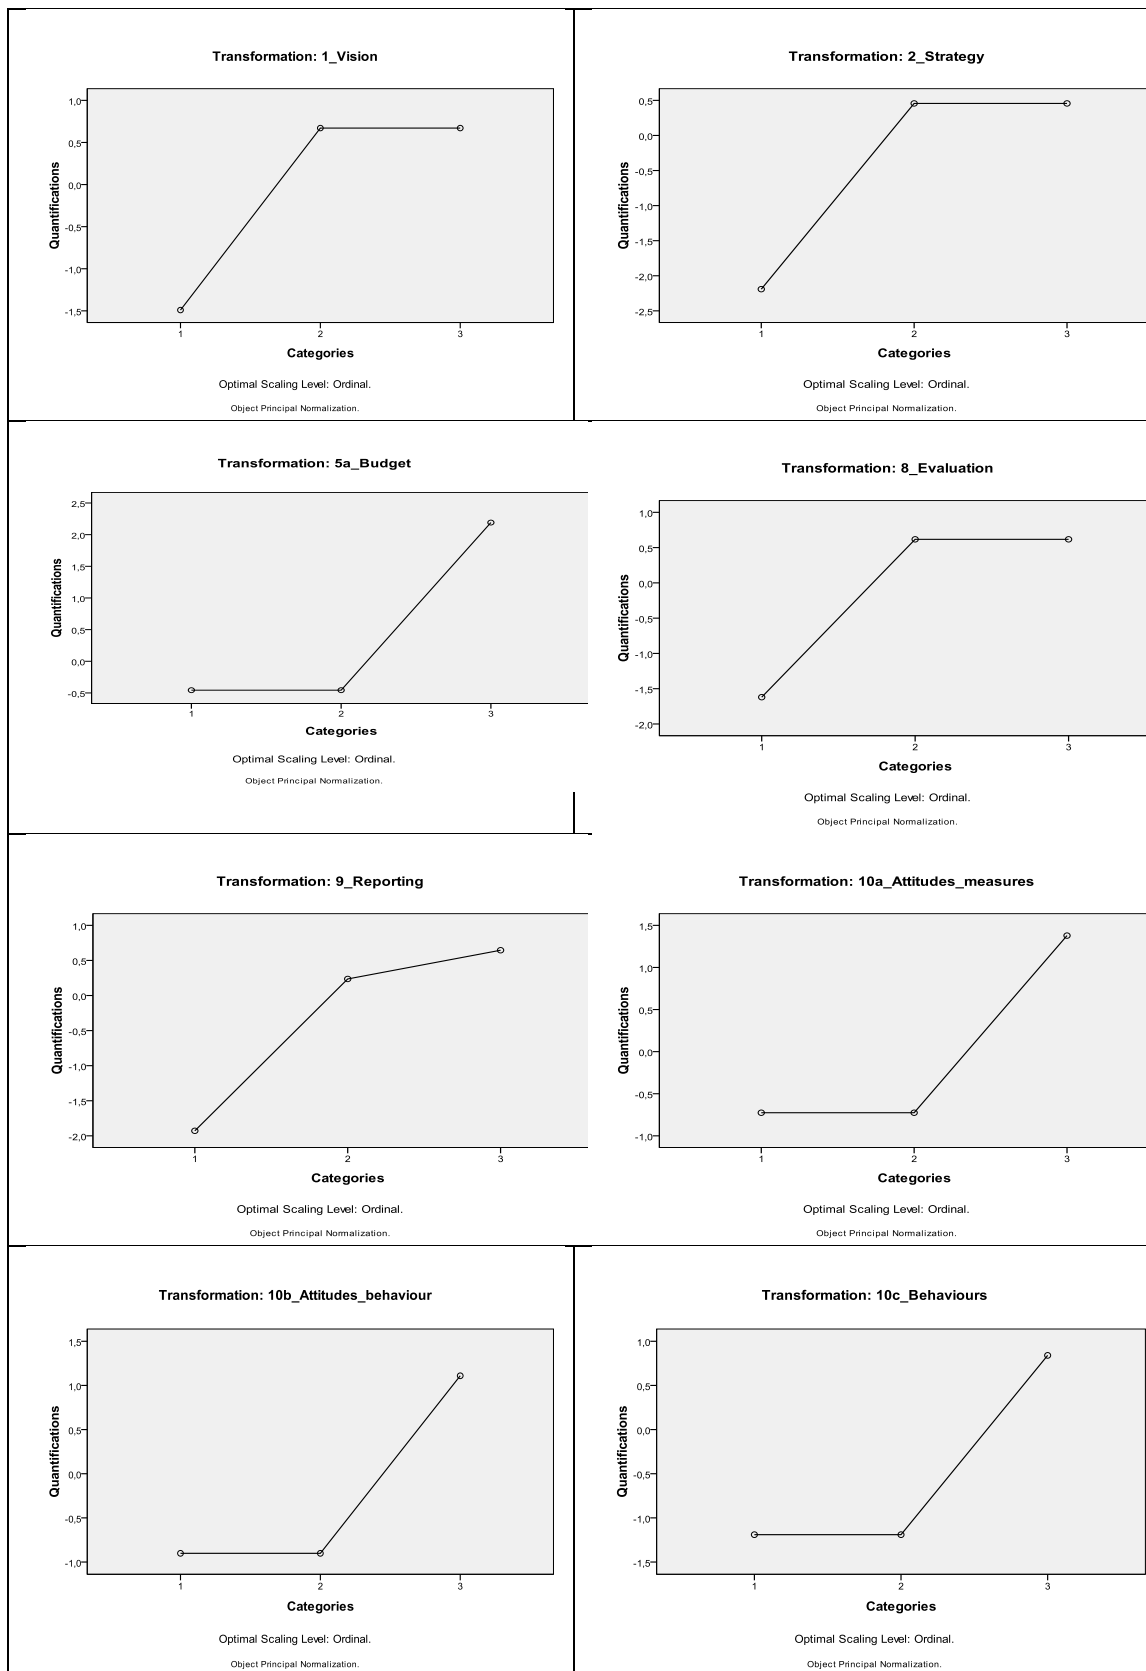 Transformation: 1_Vision
1,0
0,5
0,0
-0,5
-1,0
-1,5
Quantifications
1 2 3
Categories
Optimal Scaling Level: Ordinal.
Object Principal Normalization.
Transformation: 2_Strategy
0,5
0,0
-0,5
-1,0
-1,5
-2,0
-2,5
Quantifications
1 2 3
Categories
Optimal Scaling Level: Ordinal.
Object Principal Normalization.
Transformation: 5a_Budget
2,5
2,0
1,5
1,0
0,5
0,0
-0,5
Quantifications
1 2 3
Categories
Optimal Scaling Level: Ordinal.
Object Principal Normalization.
Transformation: 8_Evaluation
1,0
0,5
0,0
-0,5
-1,0
-1,5
-2,0
Quantifications
1 2 3
Categories
Optimal Scaling Level: Ordinal.
Object Principal Normalization.
Transformation: 9_Reporting
1,0
0,5
0,0
-0,5
-1,0
-1,5
-2,0
Quantifications
1 2 3
Categories
Optimal Scaling Level: Ordinal.
Object Principal Normalization.
Transformation: 10a_Attitudes_measures
1,5
1,0
0,5
0,0
-0,5
-1,0
Quantifications
1 2 3
Categories
Optimal Scaling Level: Ordinal.
Object Principal Normalization.
Transformation: 10b_Attitudes_behaviour
1,5
1,0
0,5
0,0
-0,5
-1,0
Quantifications
1 2 3
Categories
Optimal Scaling Level: Ordinal.
Object Principal Normalization.
Transformation: 10c_Behaviours
1,0
0,5
0,0
-0,5
-1,0
-1,5
Quantifications
1 2 3
Categories
Optimal Scaling Level: Ordinal.
Object Principal Normalization.